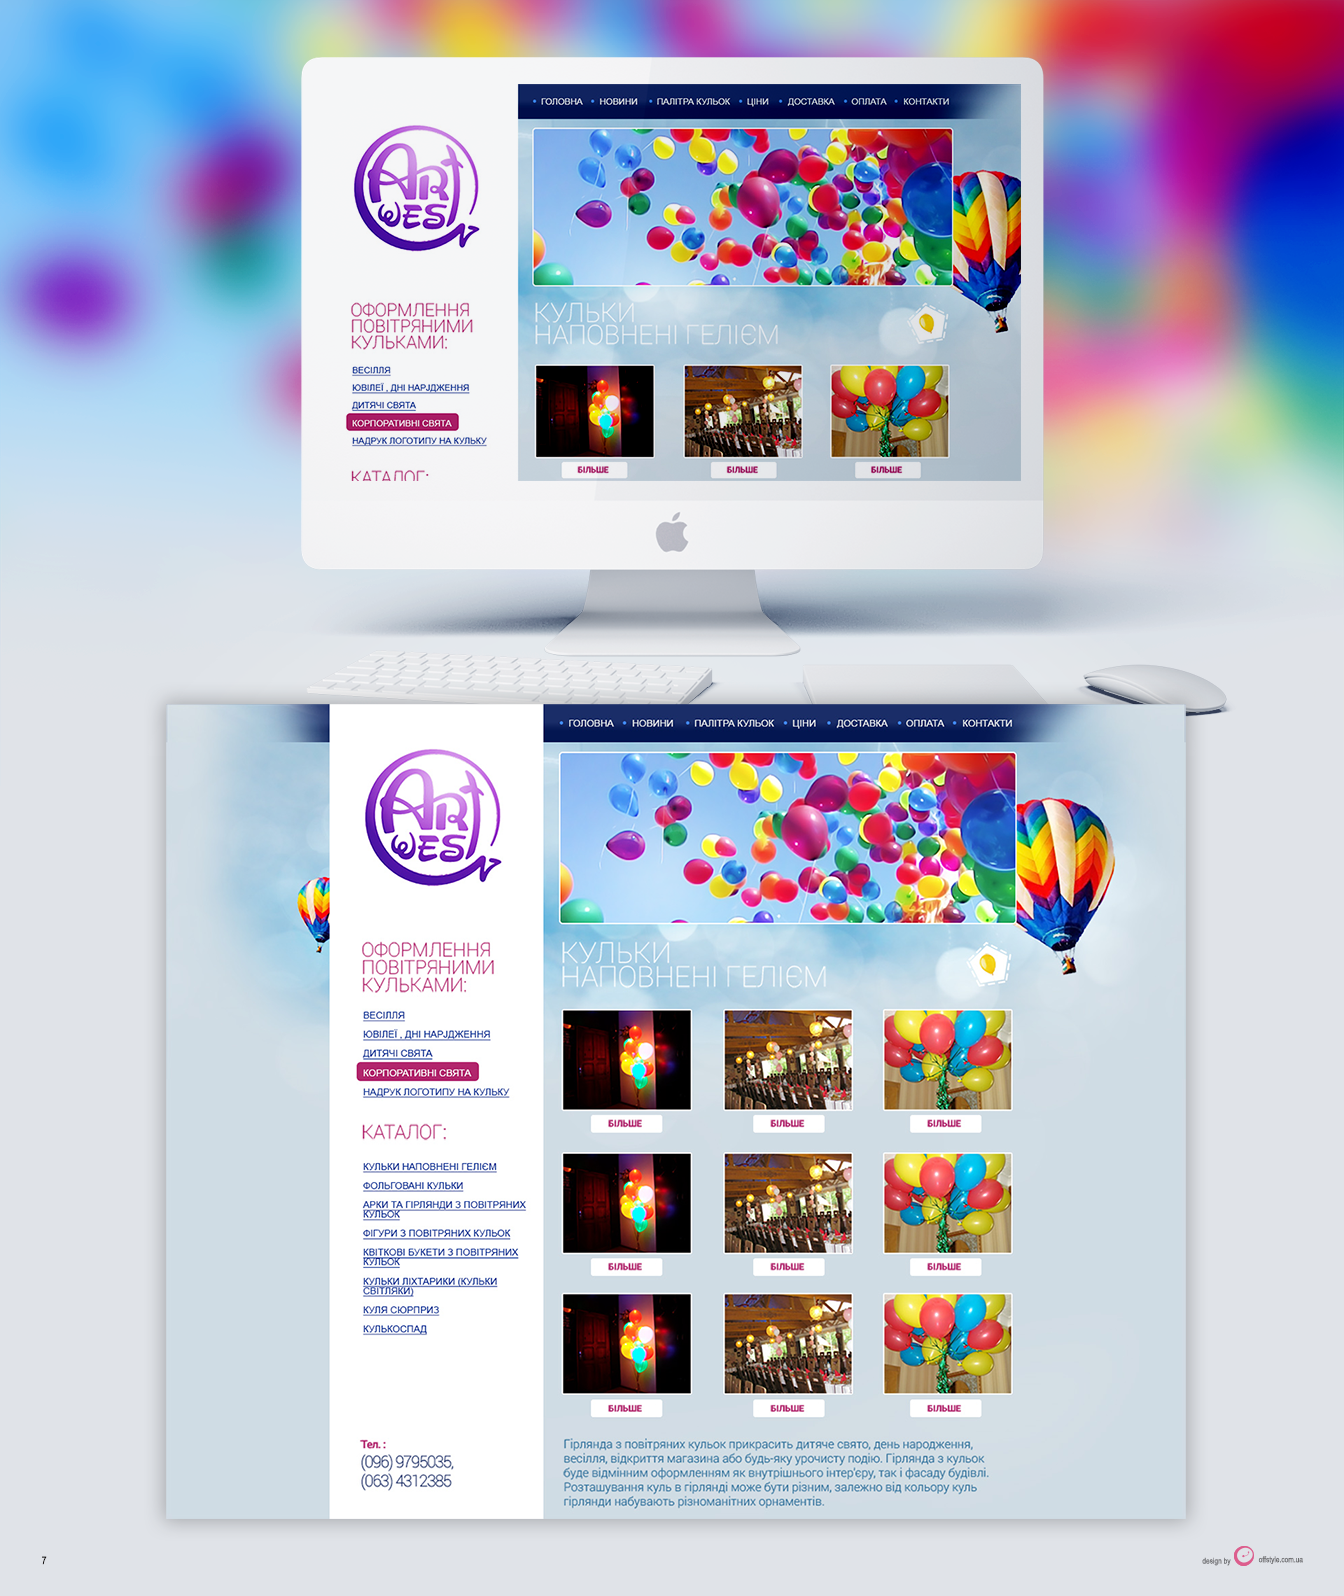 ГОЛОВНА НОВИНИ ПАЛІТРА КУЛЬОК ЦІНИ ДОСТАВКА ОПЛАТА КОНТАКТИ
ART
WES
ОФОРМЛЕННЯ
ПОВІТРЯНИМИ
КУЛЬКАМИ:
ВЕСІЛЛЯ
ЮВІЛЕЇ , ДНІ НАРJДЖЕННЯ
ДИТЯЧІ СВЯТА
КОРПОРАТИВНІ СВЯТА
НАДРУК ЛОГОТИПУ НА КУЛЬКУ
КАТАЛОГ:
КУЛЬКИ
НАПОВНЕНІ ГЕЛІЄМ
БІЛЬШЕ БІЛЬШЕ БІЛЬШЕ
ГОЛОВНА НОВИНИ ПАЛІТРА КУЛЬОК ЦІНИ ДОСТАВКА ОПЛАТА КОНТАКТИ
ART
WES
ОФОРМЛЕННЯ
ПОВІТРЯНИМИ
КУЛЬКАМИ:
ВЕСІЛЛЯ
ЮВІЛЕЇ , ДНІ НАРJДЖЕННЯ
ДИТЯЧІ СВЯТА
КОРПОРАТИВНІ СВЯТА
НАДРУК ЛОГОТИПУ НА КУЛЬКУ
КАТАЛОГ:
КУЛЬКИ НАПОВНЕНІ ГЕЛІЄМ
ФОЛЬГОВАНІ КУЛЬКИ
АРКИ ТА ГІРЛЯНДИ З ПОВІТРЯНИХ
КУЛЬОК
ФІГУРИ З ПОВІТРЯНИХ КУЛЬОК
КВІТКОВІ БУКЕТИ З ПОВІТРЯНИХ
КУЛЬОК
КУЛЬКИ ЛІХТАРИКИ (КУЛЬКИ
СВІТЛЯКИ)
КУЛЯ СЮРПРИЗ
КУЛЬКОСПАД
Тел. :
(096) 9795035,
(063) 4312385
КУЛЬКИ
НАПОВНЕНІ ГЕЛІЄМ
БІЛЬШЕ БІЛЬШЕ БІЛЬШЕ
БІЛЬШЕ БІЛЬШЕ БІЛЬШЕ
БІЛЬШЕ БІЛЬШЕ БІЛЬШЕ
Гірлянда з повітряних кульок прикрасить дитяче свято, день народження,
весілля, відкриття магазина або будь-яку урочисту подію. Гірлянда з кульок
буде відмінним оформленням як внутрішнього інтер'єру, так і фасаду будівлі.
Розташування куль в гірлянді може бути різним, залежно від кольору куль
гірлянди набувають різноманітних орнаментів.
7
design by offstyle.com.ua